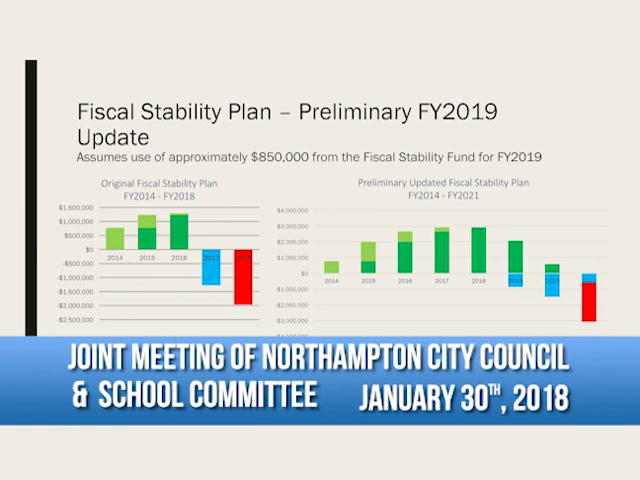 Fiscal Stability Plan – Preliminary FY2019
Update
Assumes use of approximately $850,000 from the Fiscal Stability Fund for FY2019
Original Fiscal Stability Plan
FY2014 - FY2018
$1,500,000
$1,000,000
$500,000
$0
-$500,000
-$1,000,000
-$1,500,000
-$2,000,000
-$2,500,000
2014
2015
2016
2017
Preliminary Updated Fiscal Stability Plan
FY2014 - FY2021
$4,000,000
$3,000,000
$2,000,000
$1,000,000
$0
-$1,000,000
-$2,000,000
-$3,000,000
2014
2015
2016
2017
2018
JOINT MEETING OF NORTHAMPTON CITY COUNCIL
& SCHOOL COMMITTEE JANUARY 30TH, 2018